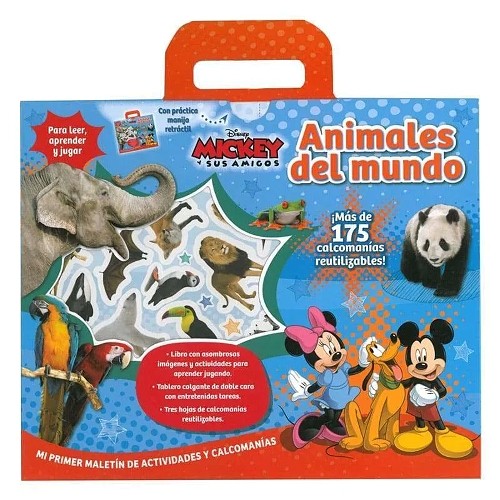 Para leer,
aprender
y jugar
Con práctica
manija
retráctil
Disney
MICKEY
Y SUS AMIGOS
Animales
del mundo
¡Más de
175
calcomanías
reutilizables!
• Libro con asombrosas
imágenes y actividades para
aprender jugando.
• Tablero colgante de doble cara
con entretenidas tareas.
• Tres hojas de calcomanías
reutilizables.
MI PRIMER MALETÍN DE ACTIVIDADES Y CALCOMANÍAS